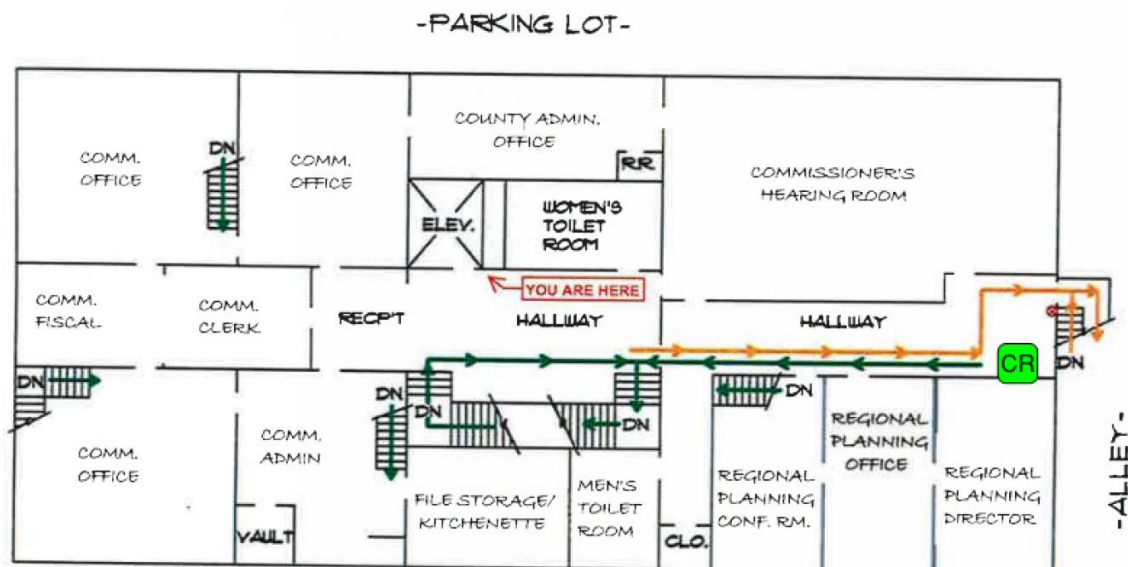 -PARKING LOT-
COUNTY ADMIN.
OFFICE
DN
COMM.
OFFICE
COMM.
OFFICE
R.R.
COMMISSIONER'S
HEARING ROOM
ELEV.
WOMEN'S
TOILET
ROOM
YOU ARE HERE
COMM.
FISCAL
COMM.
CLERK
RECP'T
HALLWAY
HALLWAY
CR
DN
DN
DN
DN
DN
DN
COMM.
OFFICE
COMM.
ADMIN
REGIONAL
PLANNING
OFFICE
FILE STORAGE/
KITCHENETTE
MEN'S
TOILET
ROOM
REGIONAL
PLANNING
CONF. RM.
REGIONAL
PLANNING
DIRECTOR
VAULT
CLO.
-ALLEY-